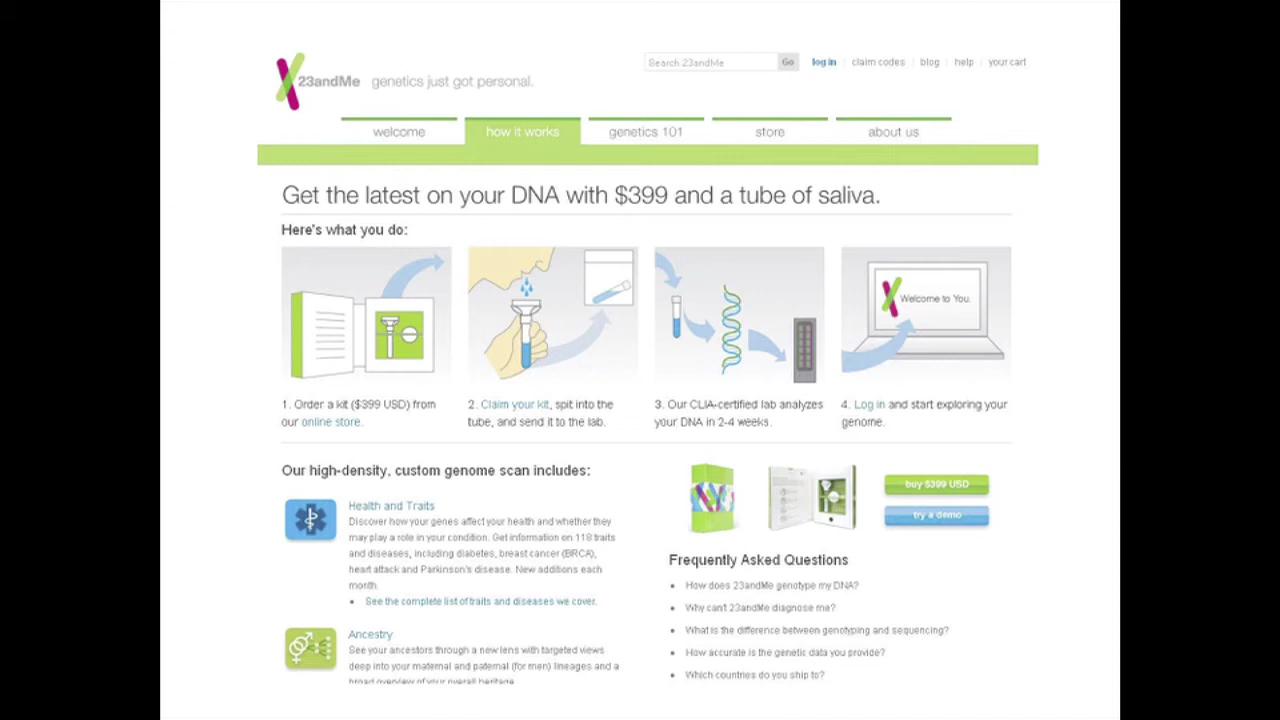 23andMe genetics just got personal.
Search 23andMe Go log in claim codes blog help your cart
welcome how it works genetics 101 store about us
Get the latest on your DNA with $399 and a tube of saliva.
Here's what you do:
Welcome to You.
1. Order a kit ($399 USD) from
our online store.
2. Claim your kit, spit into the
tube, and send it to the lab.
3. Our CLIA-certified lab analyzes
your DNA in 2-4 weeks.
4. Log in and start exploring your
genome.
Our high-density, custom genome scan includes:
Health and Traits
Discover how your genes affect your health and whether they
may play a role in your condition. Get information on 118 traits
and diseases, including diabetes, breast cancer (BRCA),
heart attack and Parkinson's disease. New additions each
month.
• See the complete list of traits and diseases we cover.
Ancestry
See your ancestors through a new lens with targeted views
deep into your maternal and paternal (for men) lineages and a
broad overview of your overall heritage.
buy $399 USD
try a demo
Frequently Asked Questions
• How does 23andMe genotype my DNA?
• Why can't 23andMe diagnose me?
• What is the difference between genotyping and sequencing?
• How accurate is the genetic data you provide?
• Which countries do you ship to?